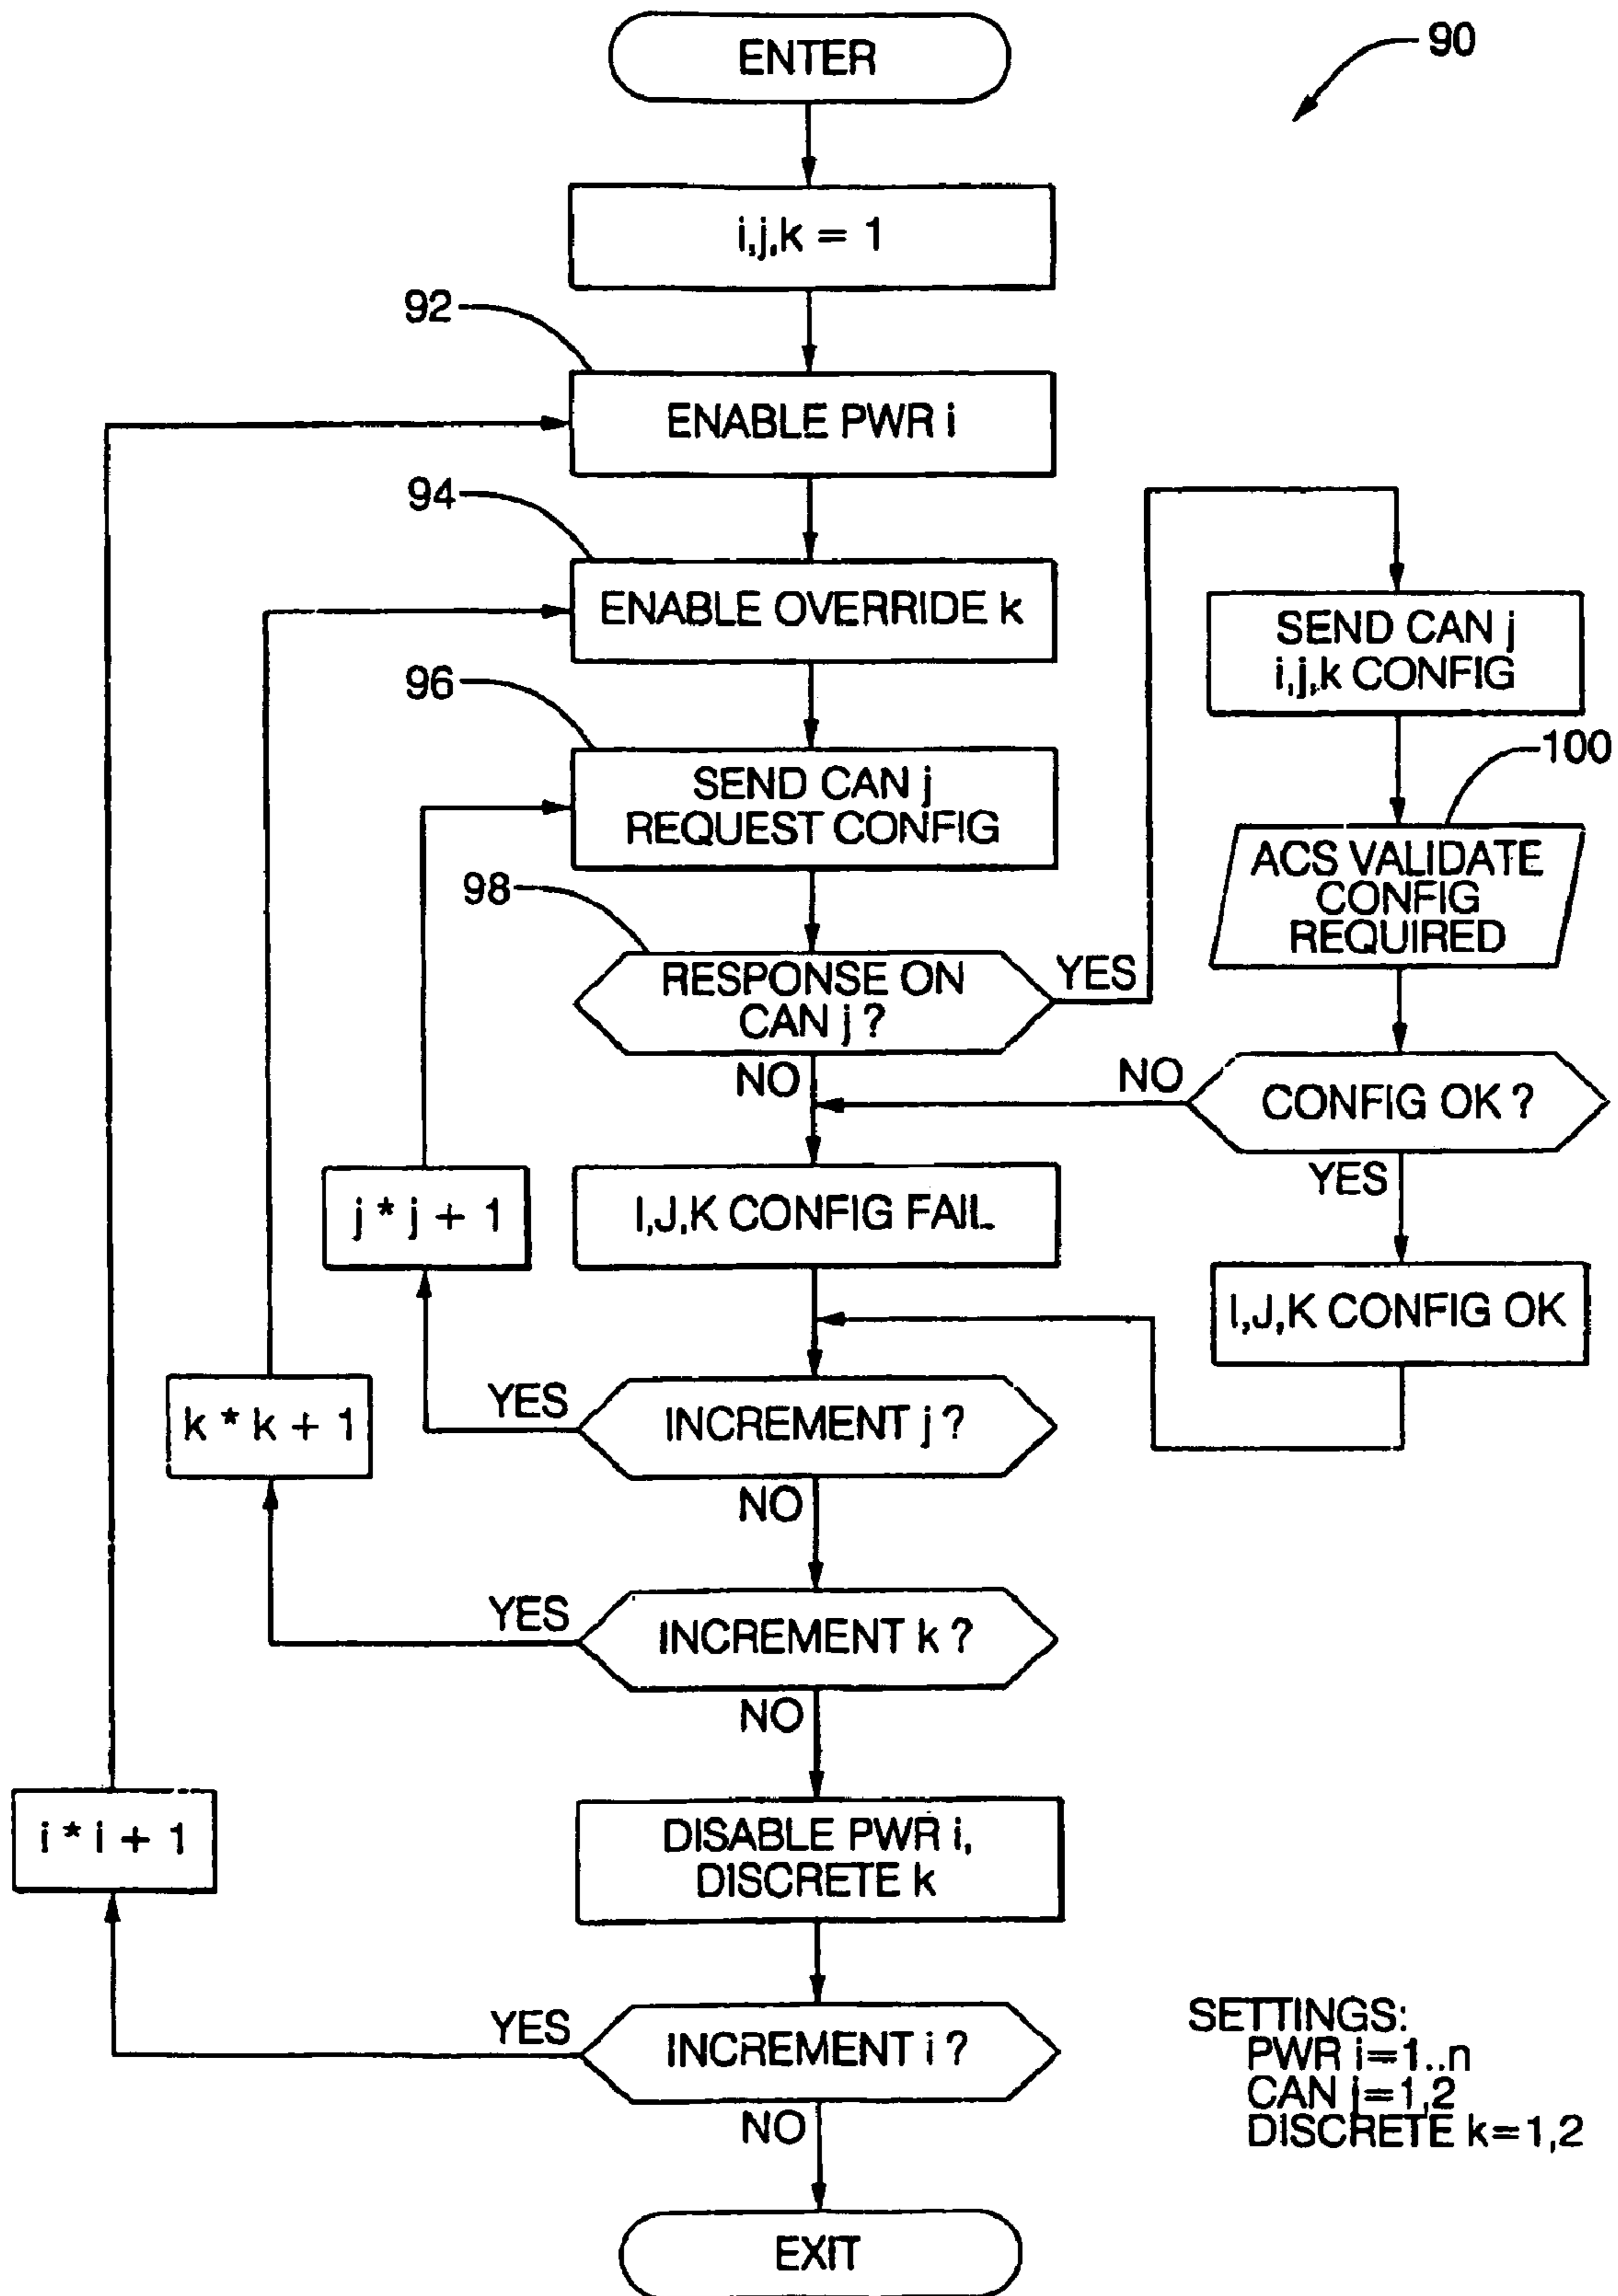 ENTER
90
i,j,k = 1
92
ENABLE PWR i
94
ENABLE OVERRIDE k
SEND CAN j
i,j,k CONFIG
96
SEND CAN j
REQUEST CONFIG
100
ACS VALIDATE
CONFIG
REQUIRED
98
RESPONSE ON
CAN j ?
YES
NO
NO
CONFIG OK ?
YES
j * j + 1
I,J,K CONFIG FAIL
I,J,K CONFIG OK
k * k + 1
YES
INCREMENT j ?
NO
YES
INCREMENT k ?
NO
i * i + 1
DISABLE PWR i,
DISCRETE k
YES
INCREMENT i ?
NO
SETTINGS:
PWR i=1..n
CAN j=1,2
DISCRETE k=1,2
EXIT